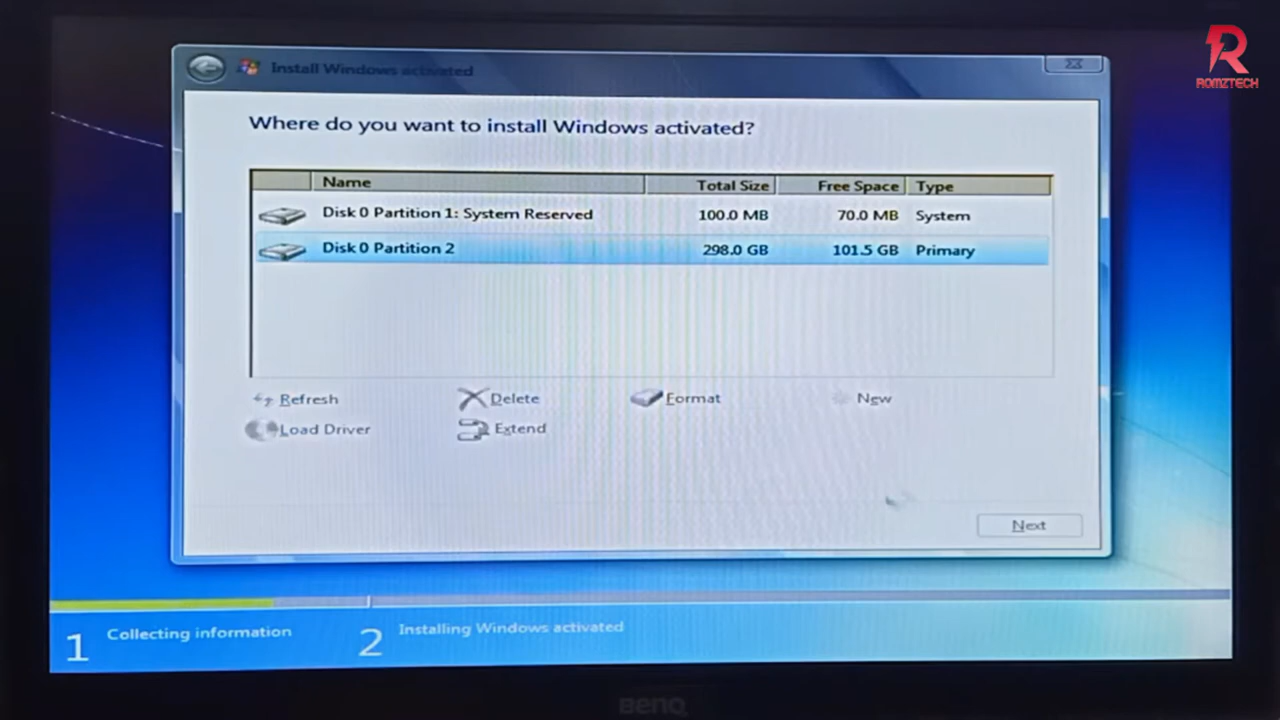 ROMZTECH
Install Windows activated
Where do you want to install Windows activated?
Name Total Size Free Space Type
Disk 0 Partition 1: System Reserved 100.0 MB 70.0 MB System
Disk 0 Partition 2 298.0 GB 101.5 GB Primary
Refresh Delete Format New
Load Driver Extend
Next
1 Collecting information 2 Installing Windows activated
BENQ